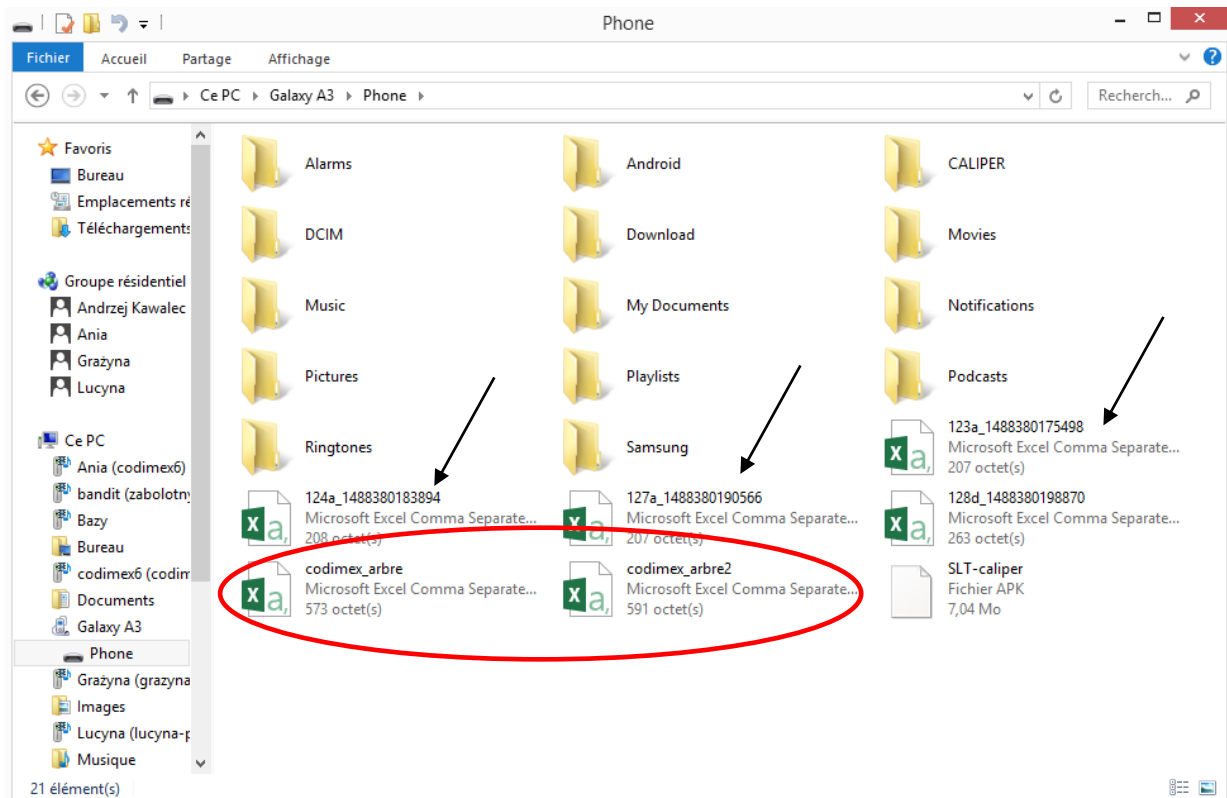 Phone
Fichier Accueil Partage Affichage
Ce PC Galaxy A3 Phone
Recherch...
Favoris
Bureau
Emplacements ré
Téléchargements
Groupe résidentiel
Andrzej Kawalec
Ania
Grażyna
Lucyna
Ce PC
Ania (codimex6)
bandit (zabolotny
Bazy
Bureau
codimex6 (codim
Documents
Galaxy A3
Phone
Grażyna (grazyna
Images
Lucyna (lucyna-p
Musique
Alarms
Android
CALIPER
DCIM
Download
Movies
Music
My Documents
Notifications
Pictures
Playlists
Podcasts
Ringtones
Samsung
123a_1488380175498
Microsoft Excel Comma Separate...
207 octet(s)
124a_1488380183894
Microsoft Excel Comma Separate...
208 octet(s)
127a_1488380190566
Microsoft Excel Comma Separate...
207 octet(s)
128d_1488380198870
Microsoft Excel Comma Separate...
263 octet(s)
codimex_arbre
Microsoft Excel Comma Separate...
573 octet(s)
codimex_arbre2
Microsoft Excel Comma Separate...
591 octet(s)
SLT-caliper
Fichier APK
7,04 Mo
21 élément(s)